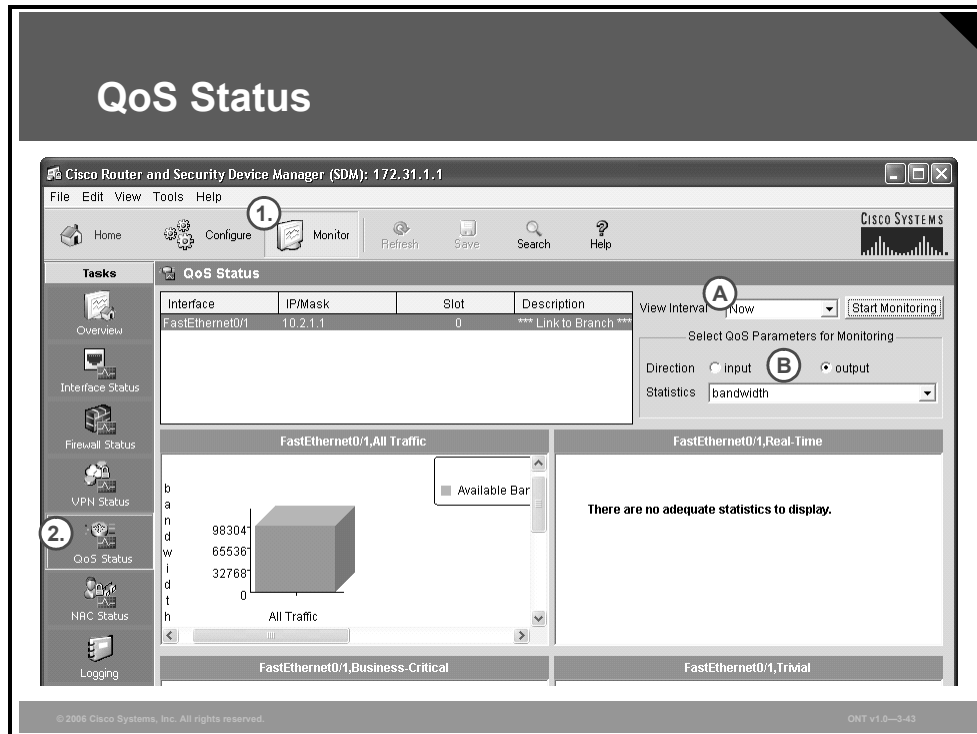 QoS Status
Cisco Router and Security Device Manager (SDM): 172.31.1.1
File Edit View Tools Help
1.
Home Configure Monitor Refresh Save Search Help
CISCO SYSTEMS
Tasks
QoS Status
Interface IP/Mask Slot Description
FastEthernet0/1 10.2.1.1 0 *** Link to Branch ***
A
View Interval Now Start Monitoring
Select QoS Parameters for Monitoring
Direction input B output
Statistics bandwidth
Overview
Interface Status
Firewall Status
VPN Status
2.
QoS Status
NAC Status
Logging
FastEthernet0/1,All Traffic
bandwidth
Available Bar
98304
65536
32768
0
All Traffic
FastEthernet0/1,Real-Time
There are no adequate statistics to display.
FastEthernet0/1,Business-Critical
FastEthernet0/1,Trivial
© 2006 Cisco Systems, Inc. All rights reserved.
ONT v1.0—3-43